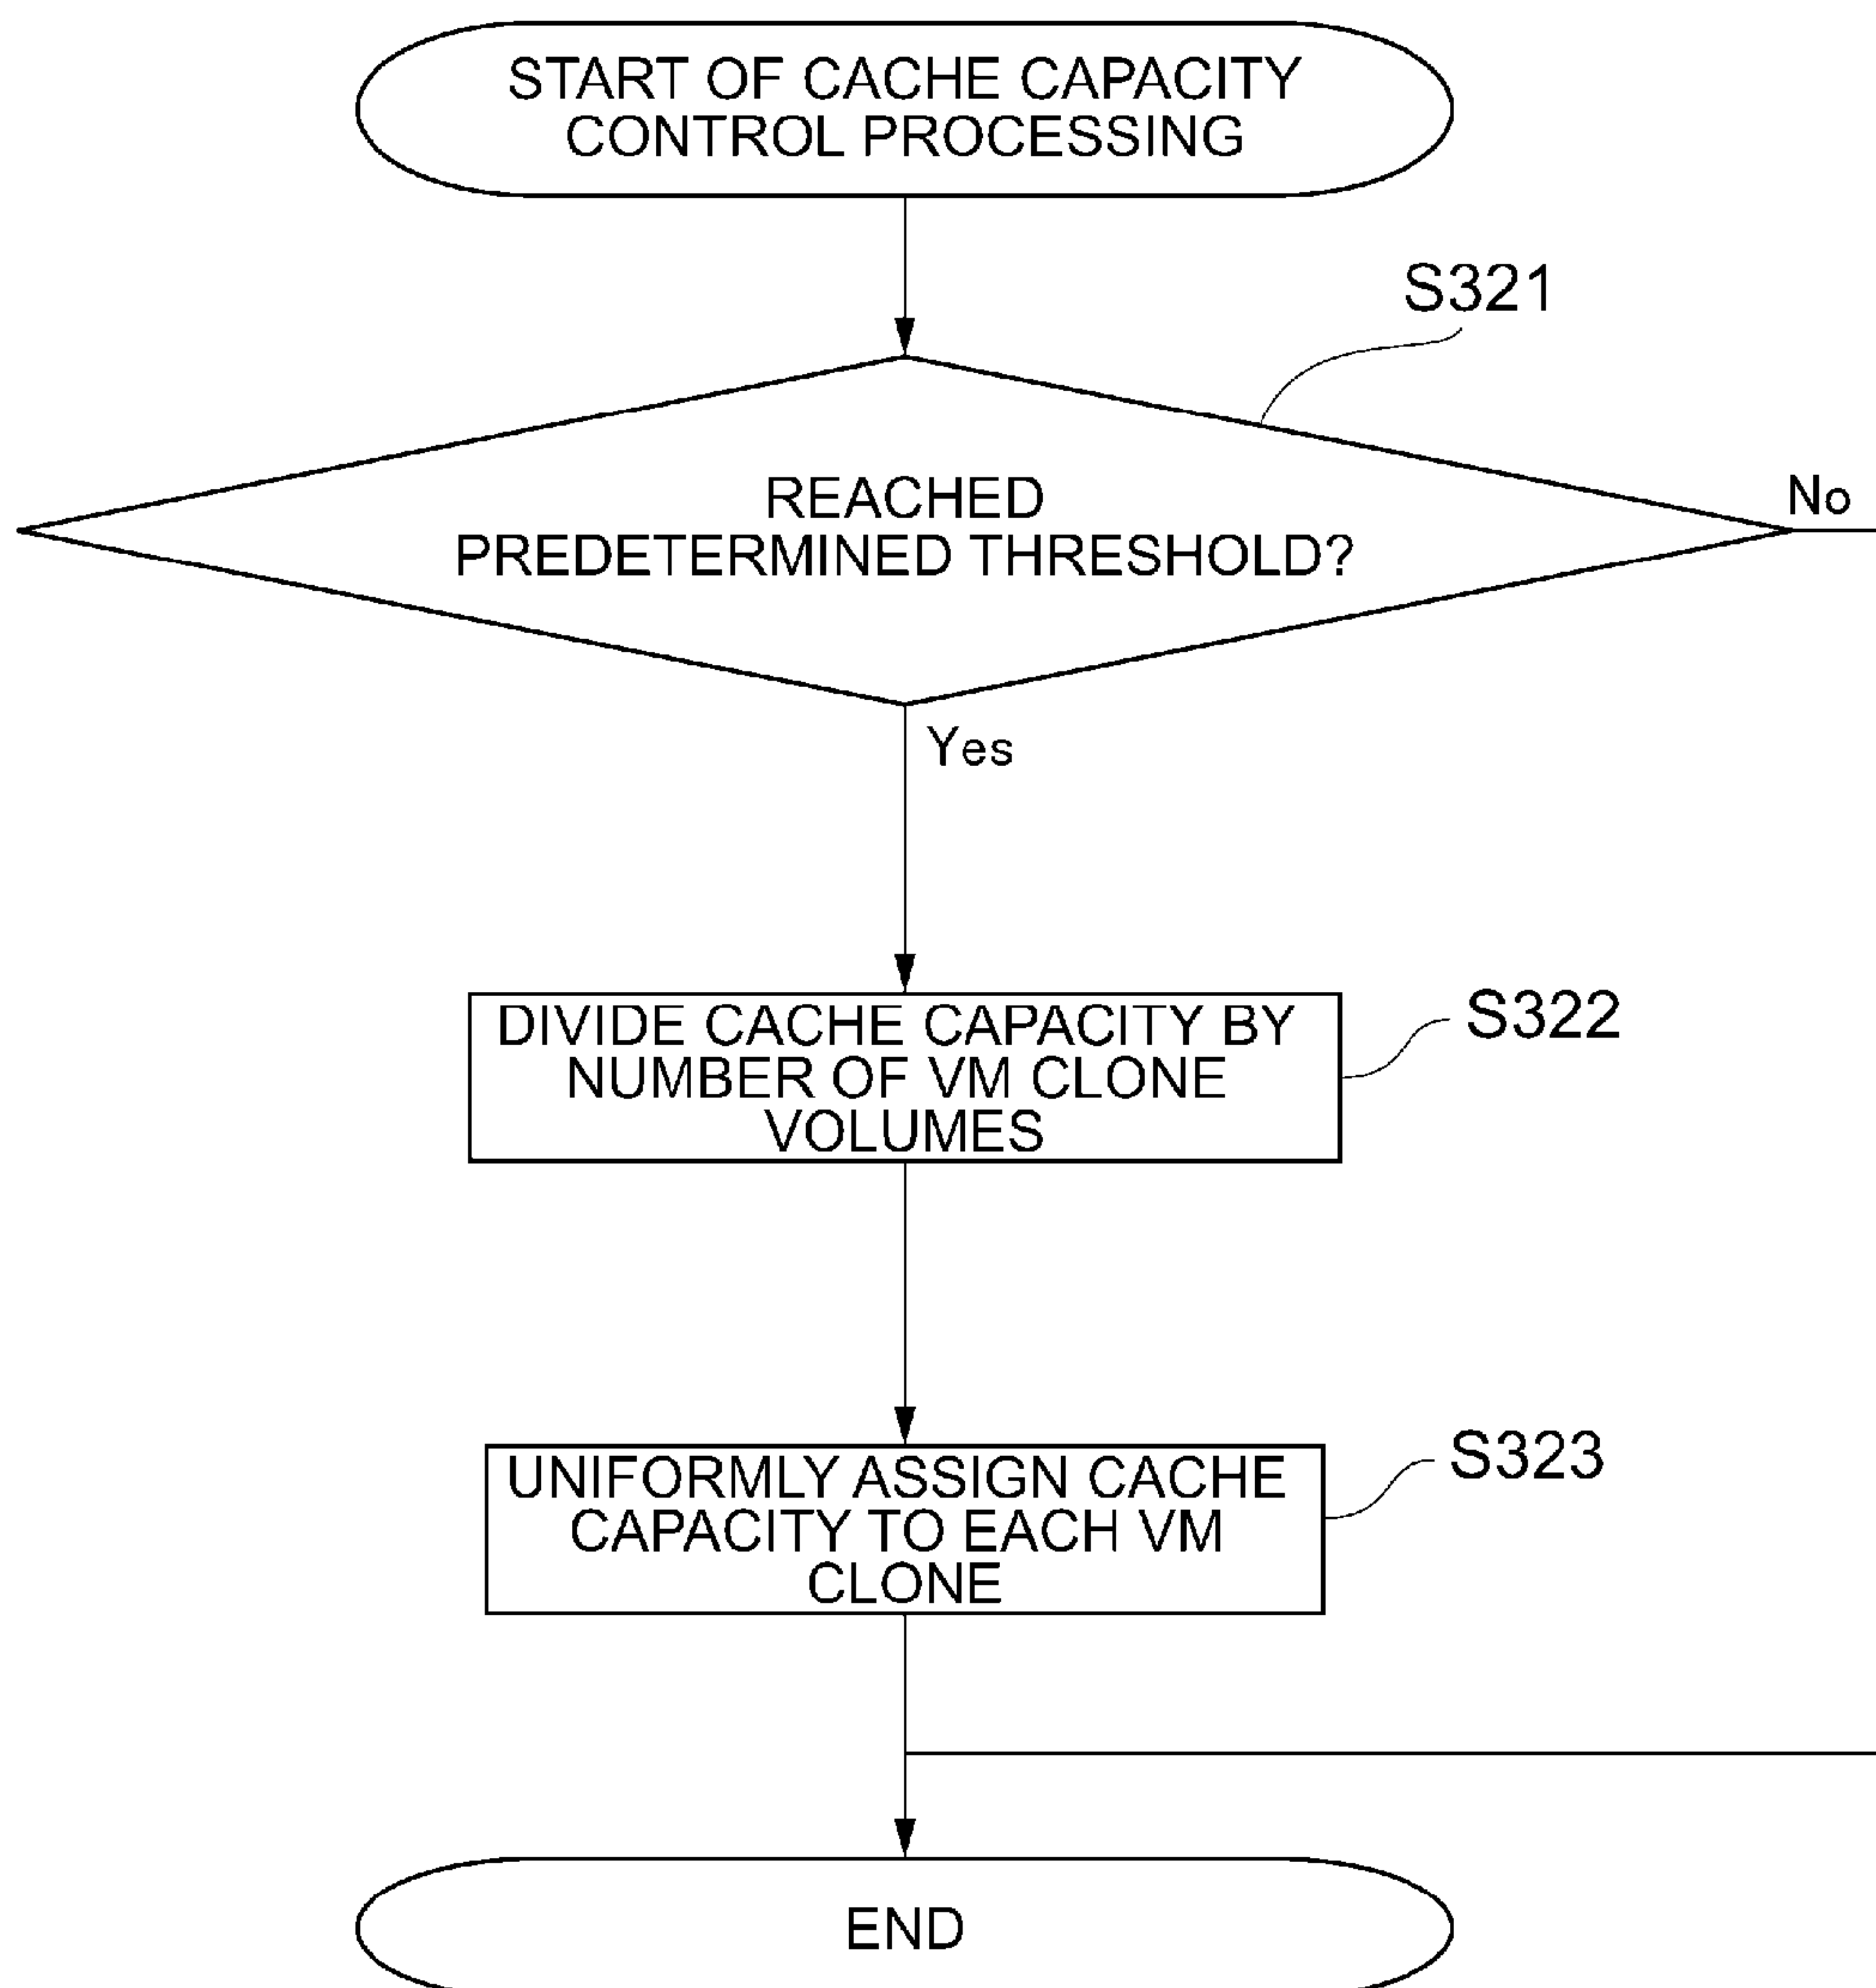 START OF CACHE CAPACITY
CONTROL PROCESSING
S321
REACHED
PREDETERMINED THRESHOLD?
No
Yes
DIVIDE CACHE CAPACITY BY
NUMBER OF VM CLONE
VOLUMES
S322
UNIFORMLY ASSIGN CACHE
CAPACITY TO EACH VM
CLONE
S323
END